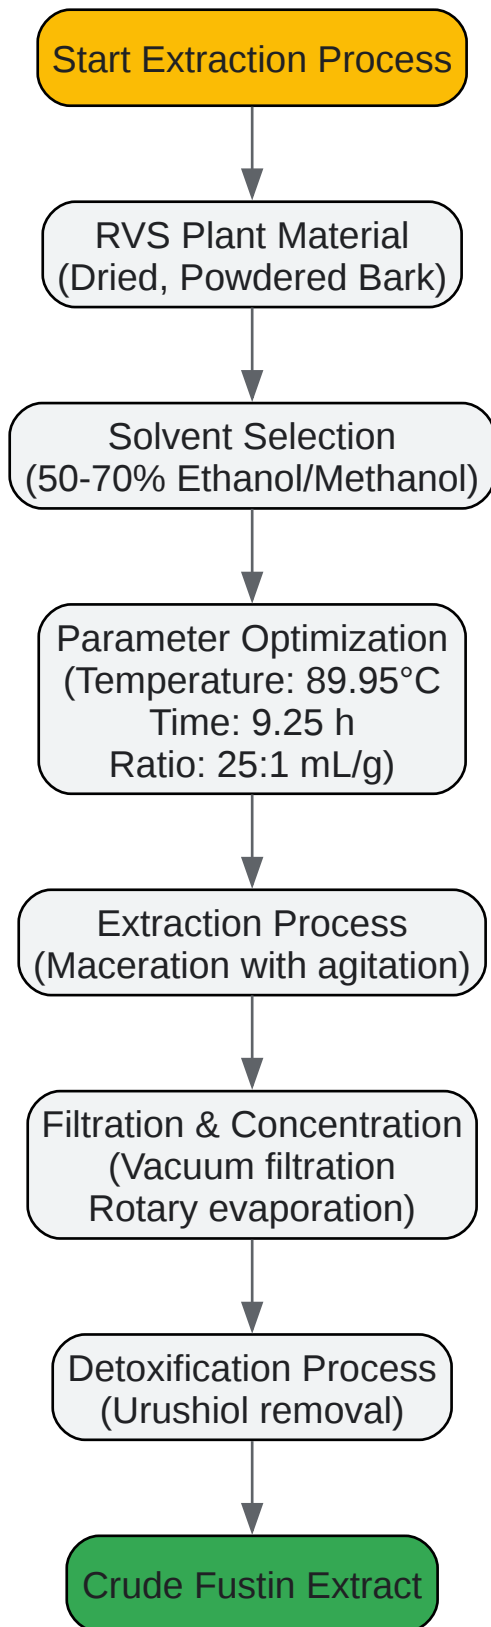 Start Extraction Process
RVS Plant Material
(Dried, Powdered Bark)
Solvent Selection
(50-70% Ethanol/Methanol)
Parameter Optimization
(Temperature: 89.95°C
Time: 9.25 h
Ratio: 25:1 mL/g)
Extraction Process
(Maceration with agitation)
Filtration & Concentration
(Vacuum filtration
Rotary evaporation)
Detoxification Process
(Urushiol removal)
Crude Fustin Extract